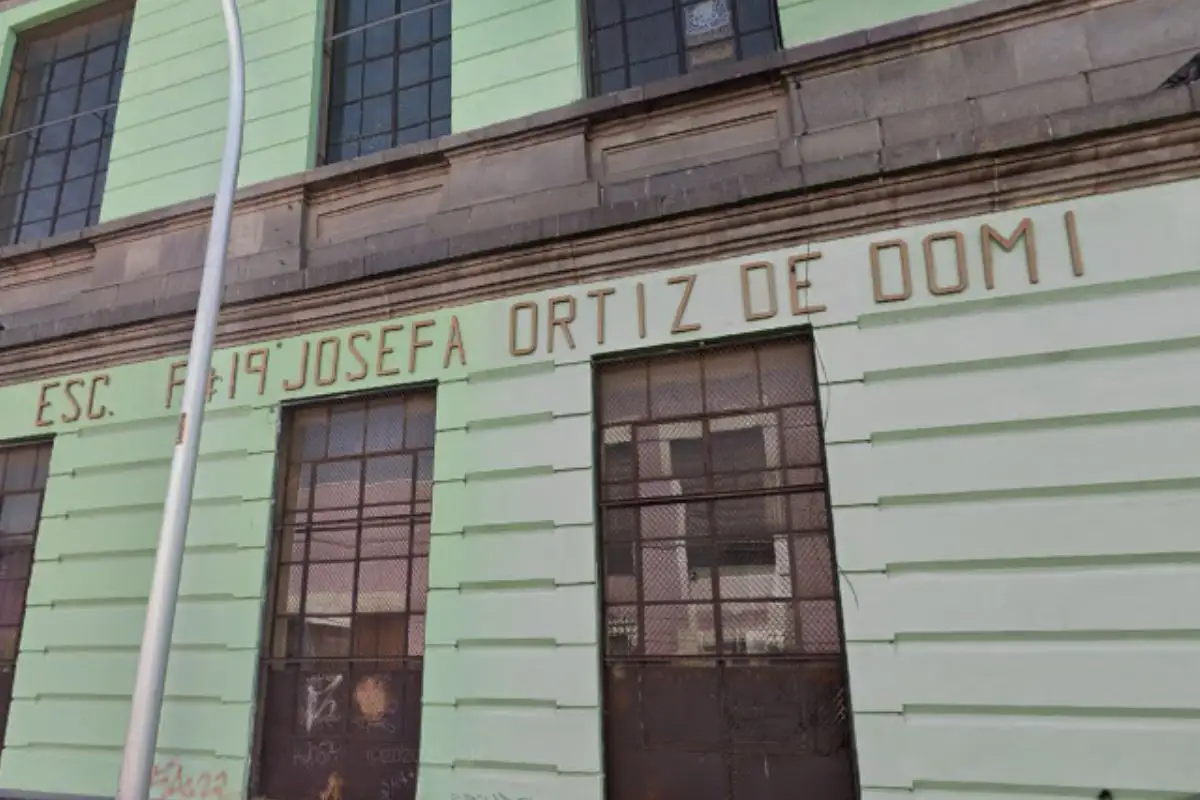 ESC. F#19 "JOSEFA ORTIZ DE DOMI